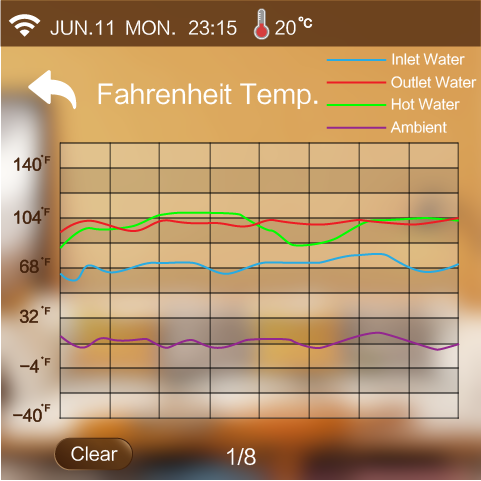 JUN.11 MON. 23:15 20℃
Inlet Water
Outlet Water
Hot Water
Ambient
Fahrenheit Temp.
140°F
104°F
68°F
32°F
−4°F
−40°F
Clear
1/8